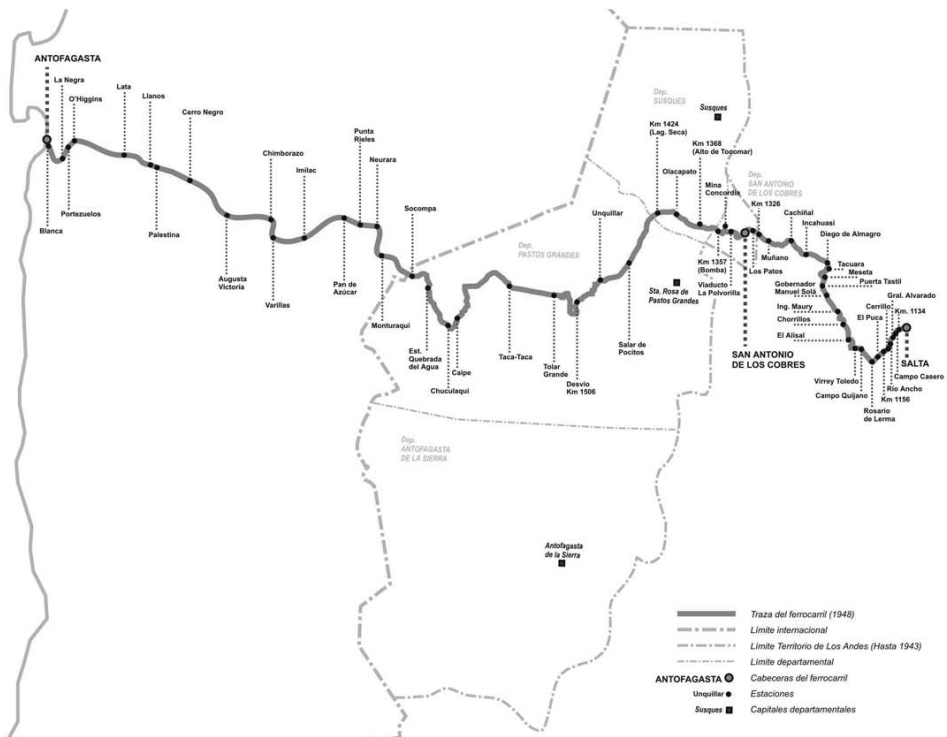 ANTOFAGASTA
La Negra
O'Higgins
Lata
Llanos
Cerro Negro
Chimborazo
Imilac
Punta
Rieles
Neurara
Socompa
Unquillar
Dep.
SUSQUES
Susques
Km 1424
(Lag. Seca)
Km 1368
(Alto de Tocomar)
Olacapato
Mina
Concordia
Dep.
SAN ANTONIO
DE LOS COBRES
Km 1326
Cachiñal
Incahuasi
Diego de Almagro
Tacuara
Meseta
Puerta Tastil
Gobernador
Manuel Solá
Ing. Maury
Chorrillos
El Alisal
Gral. Alvarado
Cerrillo
Km. 1134
El Puca
SALTA
Campo Casero
Río Ancho
Km 1156
Rosario
de Lerma
Campo Quijano
Virrey Toledo
Muñano
Los Patos
Km 1357
(Bomba)
Viaducto
La Polvorilla
SAN ANTONIO
DE LOS COBRES
Dep.
PASTOS GRANDES
Sta. Rosa de
Pastos Grandes
Blanca
Portezuelos
Palestina
Augusta
Victoria
Varillas
Pan de
Azúcar
Monturaqui
Est.
Quebrada
del Agua
Caipe
Chuculaqui
Taca-Taca
Tolar
Grande
Desvio
Km 1506
Salar de
Pocitos
Dep.
ANTOFAGASTA
DE LA SIERRA
Antofagasta
de la Sierra
Traza del ferrocarril (1948)
Límite internacional
Límite Territorio de Los Andes (Hasta 1943)
Límite departamental
ANTOFAGASTA Cabeceras del ferrocarril
Unquillar Estaciones
Susques Capitales departamentales